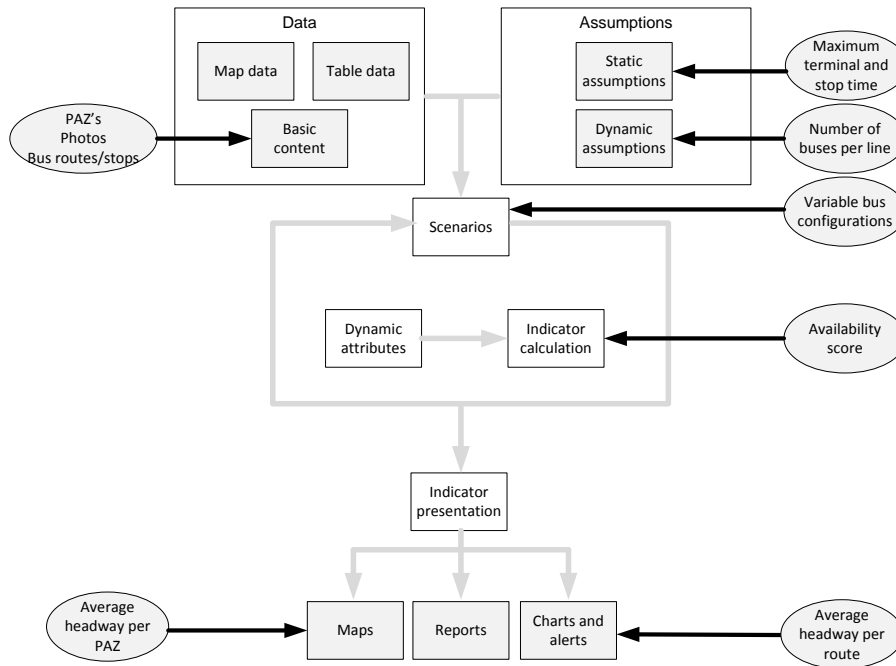 Data
Assumptions
Map data
Table data
Static
assumptions
Maximum
terminal and
stop time
PAZ's
Photos
Bus routes/stops
Basic
content
Dynamic
assumptions
Number of
buses per line
Scenarios
Variable bus
configurations
Dynamic
attributes
Indicator
calculation
Availability
score
Indicator
presentation
Average
headway per
PAZ
Maps
Reports
Charts and
alerts
Average
headway per
route